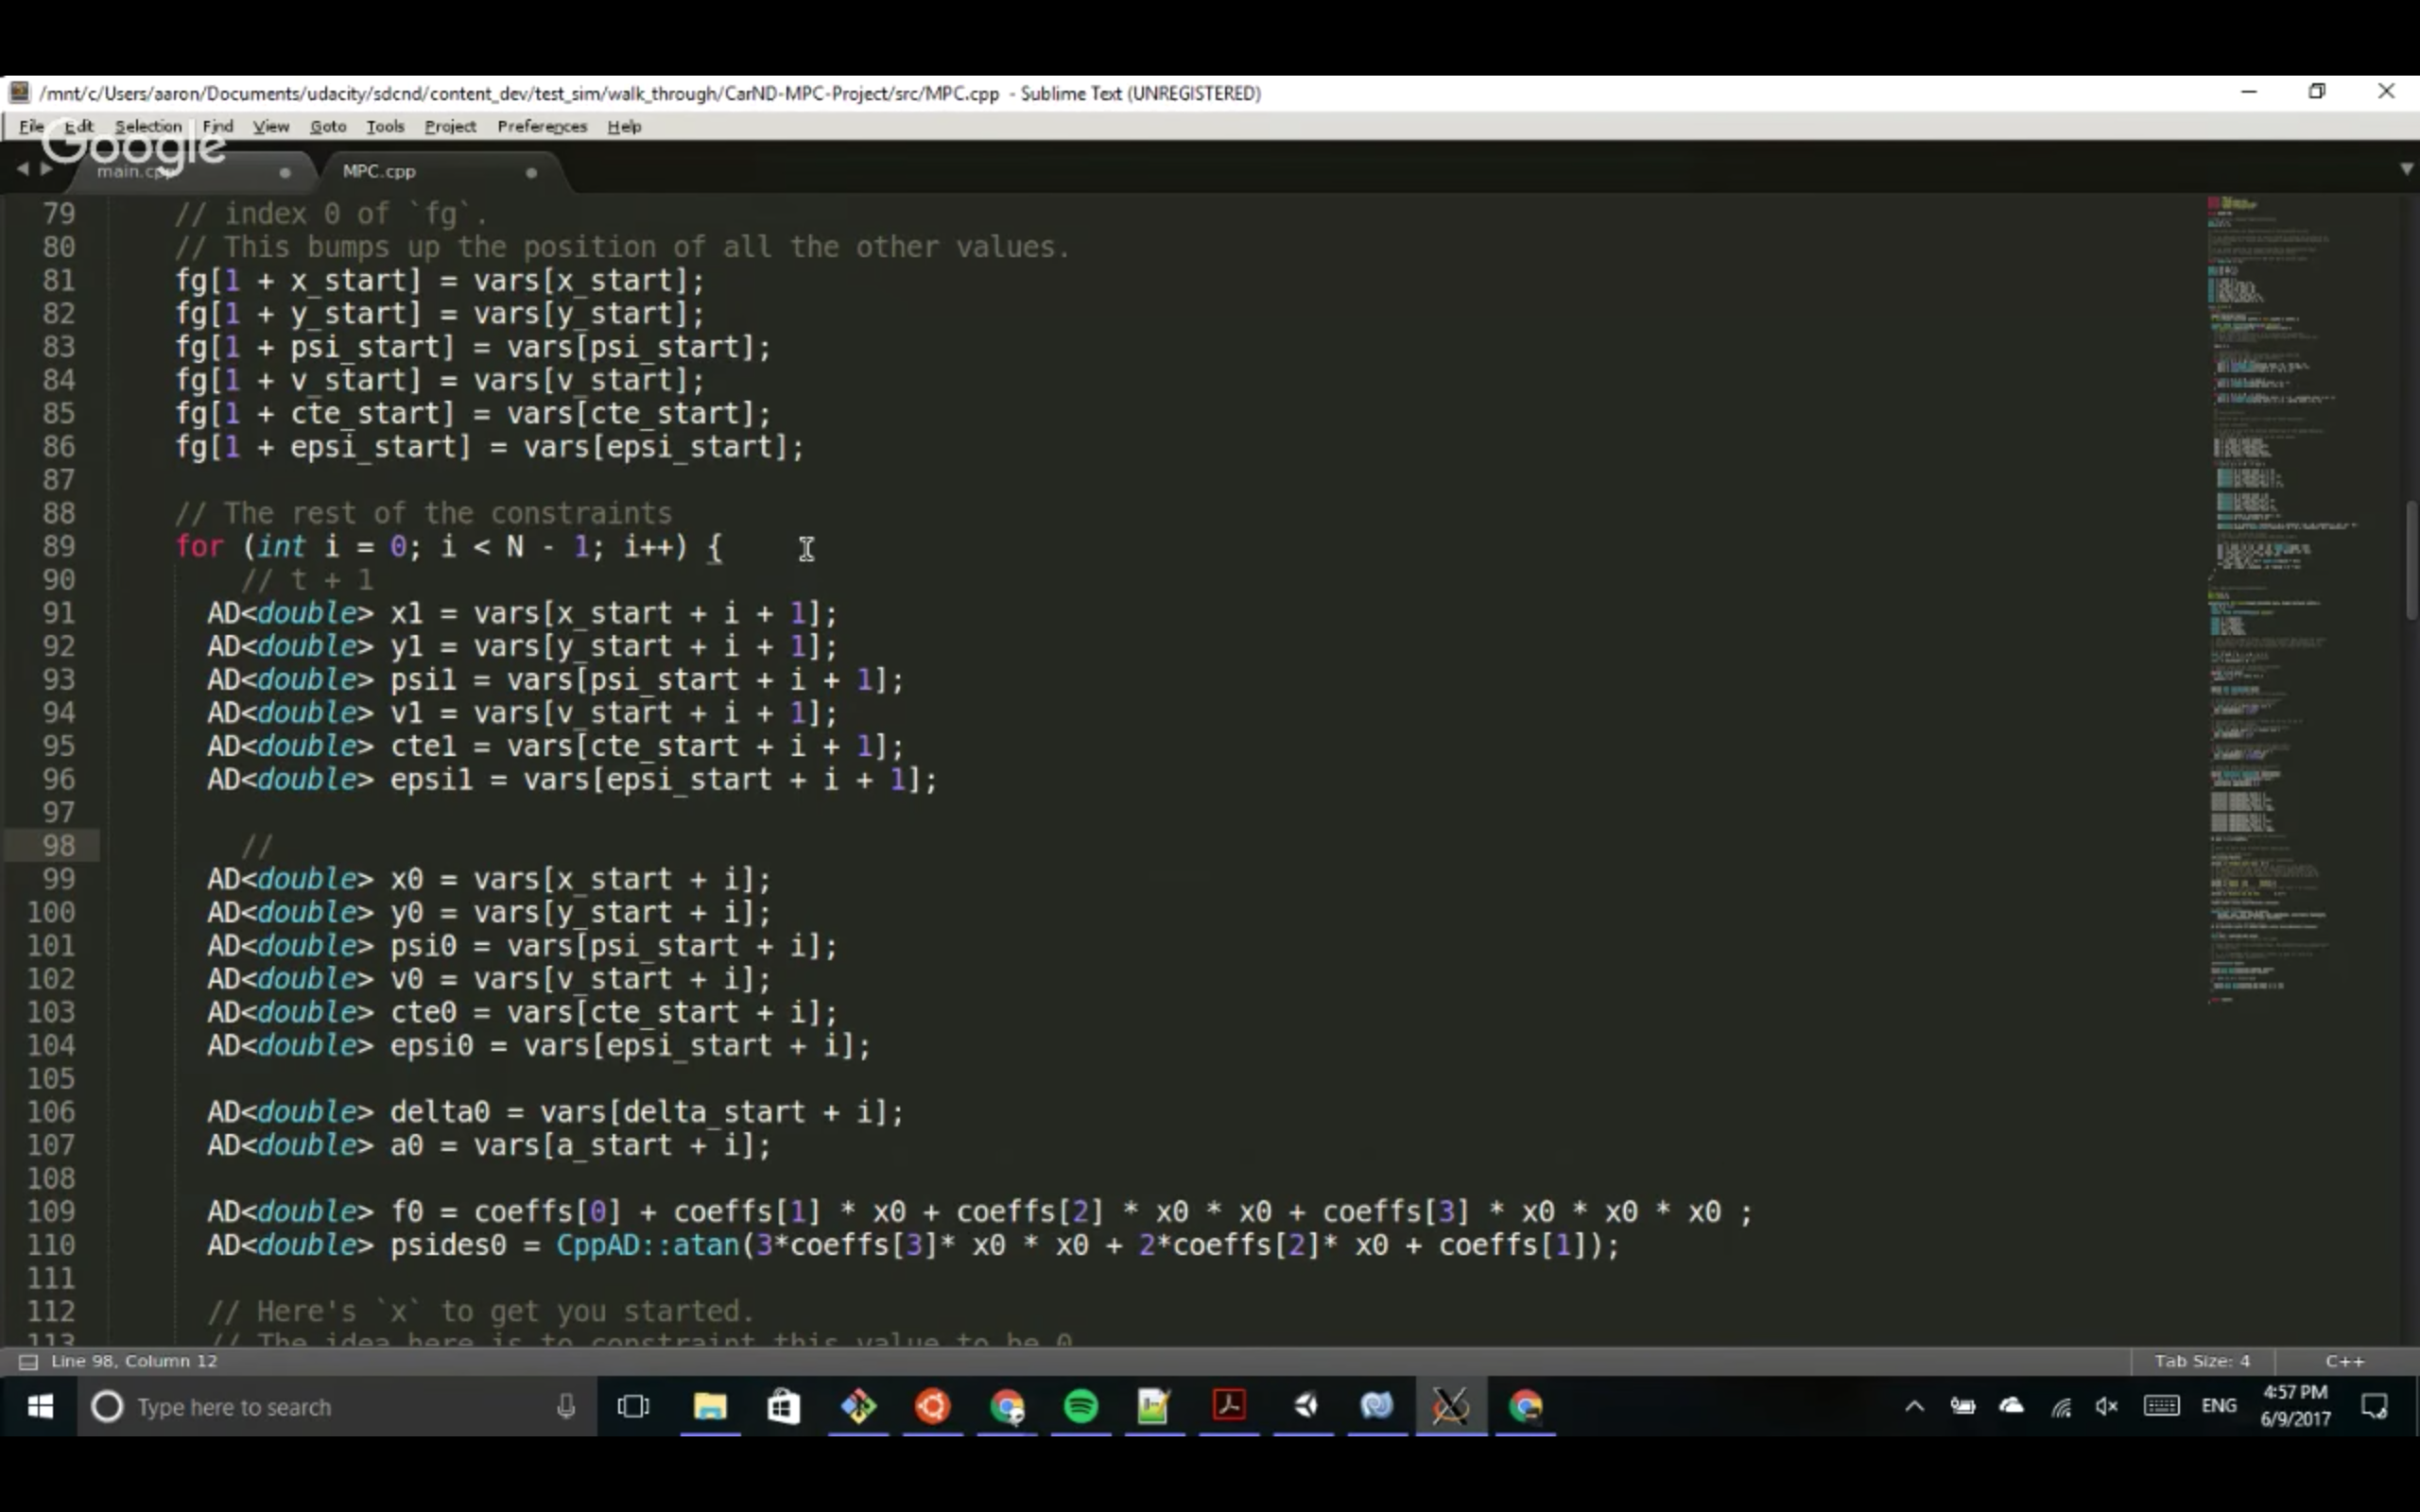 /mnt/c/Users/aaron/Documents/udacity/sdcnd/content_dev/test_sim/walk_through/CarND-MPC-Project/src/MPC.cpp - Sublime Text (UNREGISTERED)
File Edit Selection Find View Goto Tools Project Preferences Help
Google
main.cpp MPC.cpp
79 // index 0 of `fg`.
80 // This bumps up the position of all the other values.
81 fg[1 + x_start] = vars[x_start];
82 fg[1 + y_start] = vars[y_start];
83 fg[1 + psi_start] = vars[psi_start];
84 fg[1 + v_start] = vars[v_start];
85 fg[1 + cte_start] = vars[cte_start];
86 fg[1 + epsi_start] = vars[epsi_start];
87
88 // The rest of the constraints
89 for (int i = 0; i < N - 1; i++) {
90 // t + 1
91 AD<double> x1 = vars[x_start + i + 1];
92 AD<double> y1 = vars[y_start + i + 1];
93 AD<double> psi1 = vars[psi_start + i + 1];
94 AD<double> v1 = vars[v_start + i + 1];
95 AD<double> cte1 = vars[cte_start + i + 1];
96 AD<double> epsi1 = vars[epsi_start + i + 1];
97
98 //
99 AD<double> x0 = vars[x_start + i];
100 AD<double> y0 = vars[y_start + i];
101 AD<double> psi0 = vars[psi_start + i];
102 AD<double> v0 = vars[v_start + i];
103 AD<double> cte0 = vars[cte_start + i];
104 AD<double> epsi0 = vars[epsi_start + i];
105
106 AD<double> delta0 = vars[delta_start + i];
107 AD<double> a0 = vars[a_start + i];
108
109 AD<double> f0 = coeffs[0] + coeffs[1] * x0 + coeffs[2] * x0 * x0 + coeffs[3] * x0 * x0 * x0 ;
110 AD<double> psides0 = CppAD::atan(3*coeffs[3]* x0 * x0 + 2*coeffs[2]* x0 + coeffs[1]);
111
112 // Here's `x` to get you started.
113 // The idea here is to constraint this value to be 0
Line 98, Column 12 Tab Size: 4 C++
Type here to search ENG 4:57 PM
6/9/2017